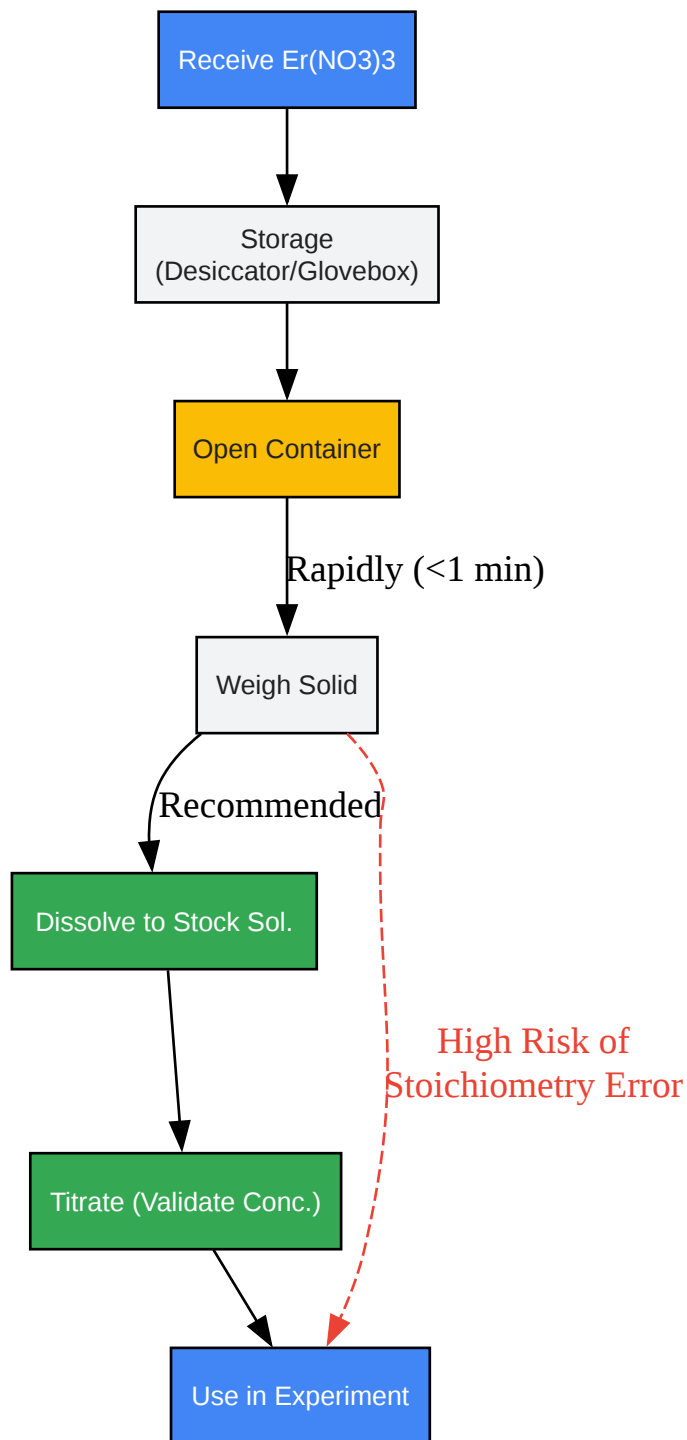 Receive Er(NO3)3
Storage
(Desiccator/Glovebox)
Open Container
Rapidly (<1 min)
Weigh Solid
Recommended
Dissolve to Stock Sol.
High Risk of
Stoichiometry Error
Titrate (Validate Conc.)
Use in Experiment